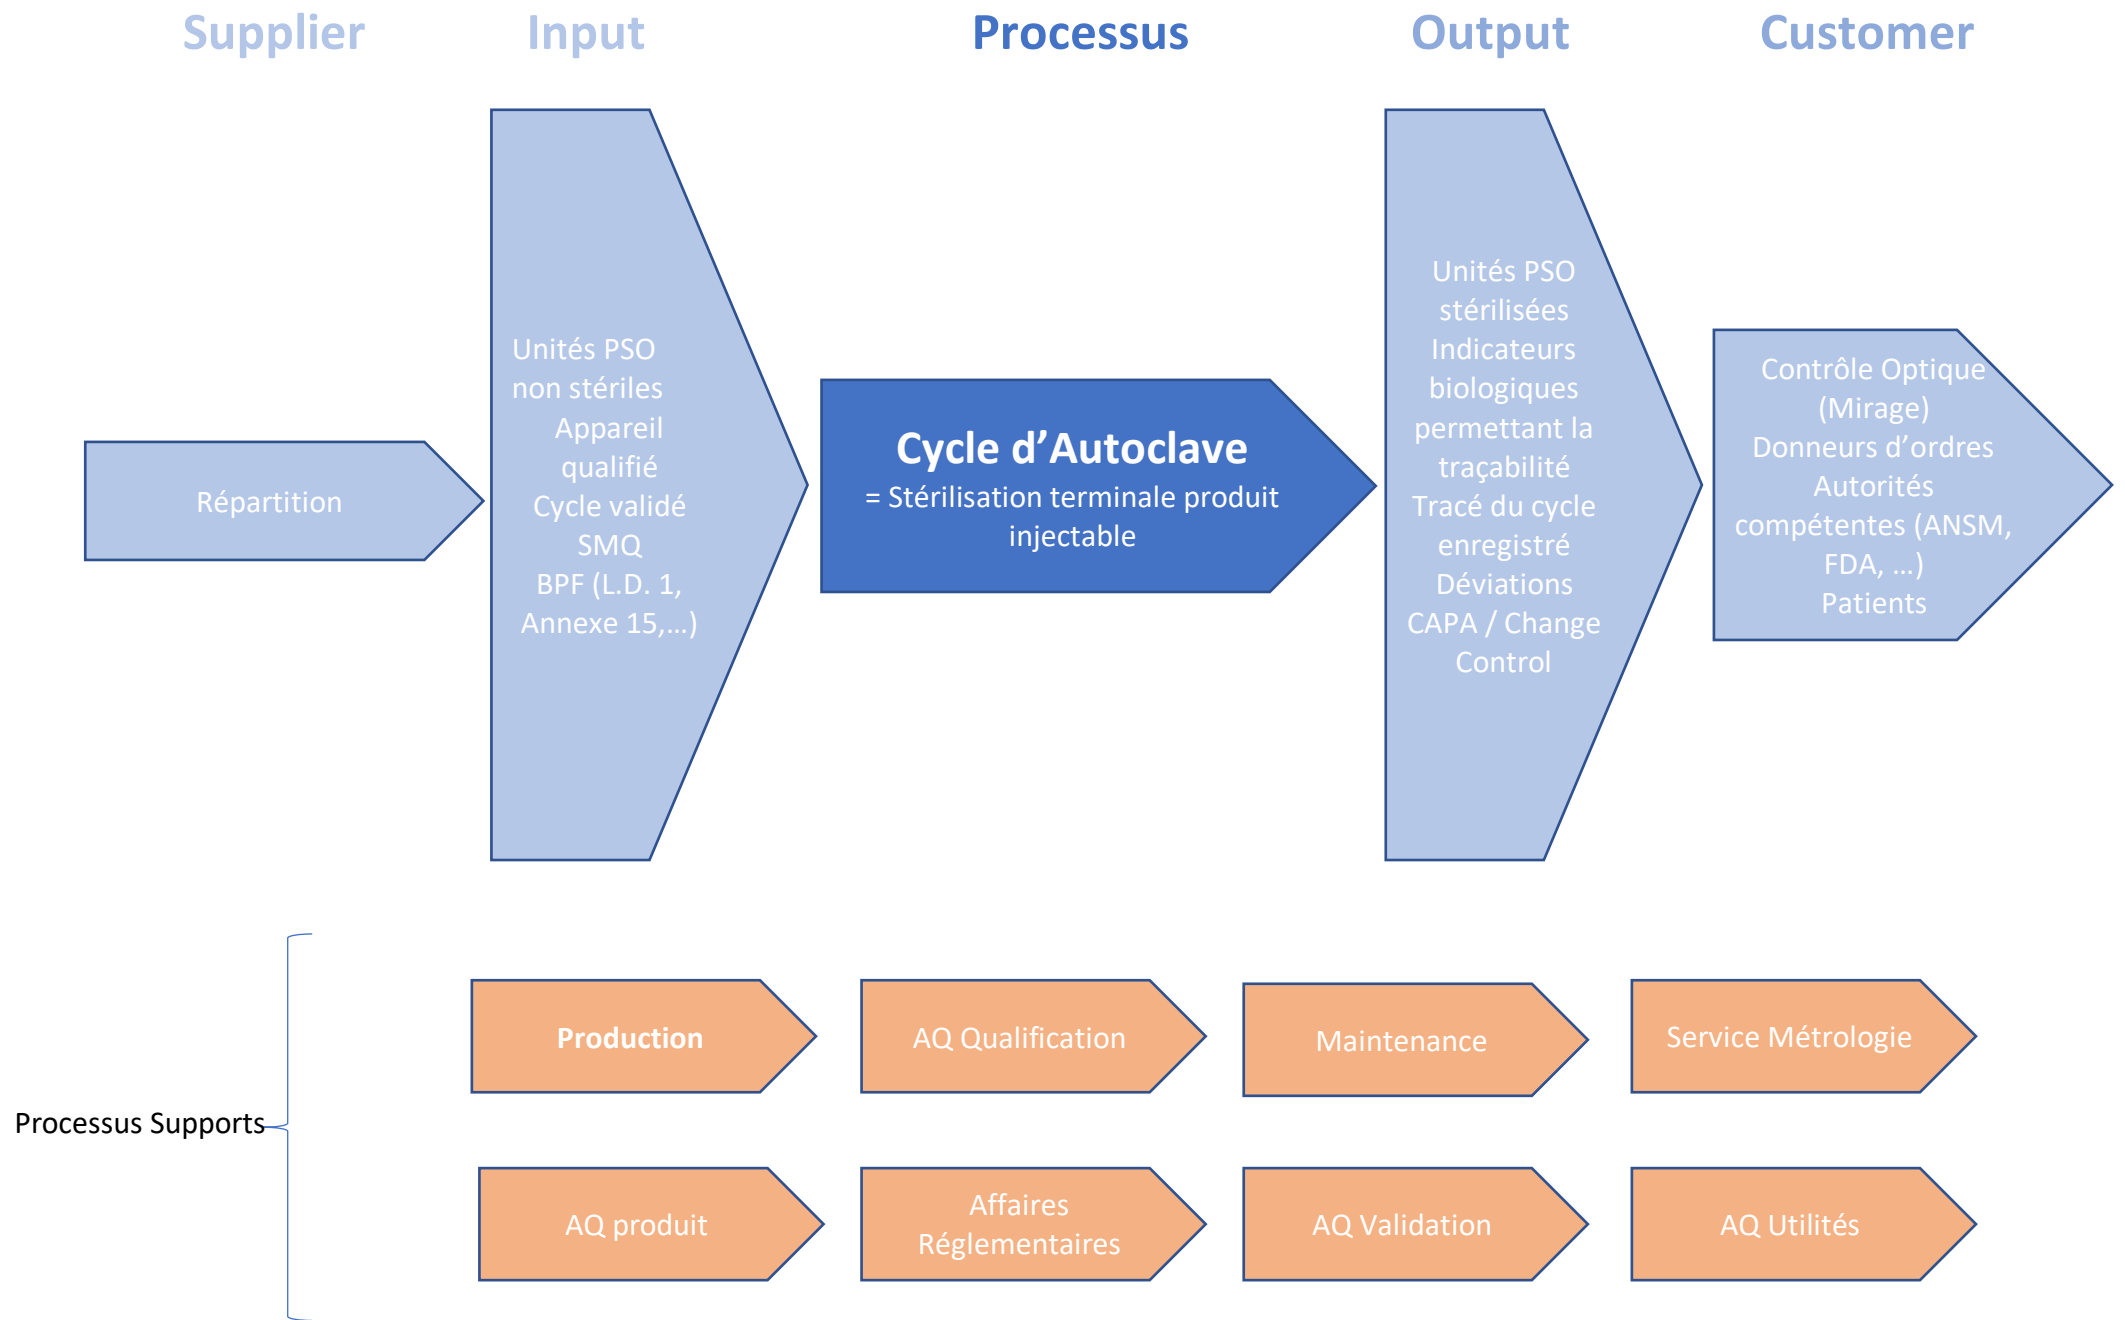 Supplier
Input
Processus
Output
Customer
Répartition
Unités PSO
non stériles
Appareil
qualifié
Cycle validé
SMQ
BPF (L.D. 1,
Annexe 15,...)
Cycle d’Autoclave
= Stérilisation terminale produit
injectable
Unités PSO
stérilisées
Indicateurs
biologiques
permettant la
traçabilité
Tracé du cycle
enregistré
Déviations
CAPA / Change
Control
Contrôle Optique
(Mirage)
Donneurs d’ordres
Autorités
compétentes (ANSM,
FDA, ...)
Patients
Processus Supports
Production
AQ Qualification
Maintenance
Service Métrologie
AQ produit
Affaires
Réglementaires
AQ Validation
AQ Utilités